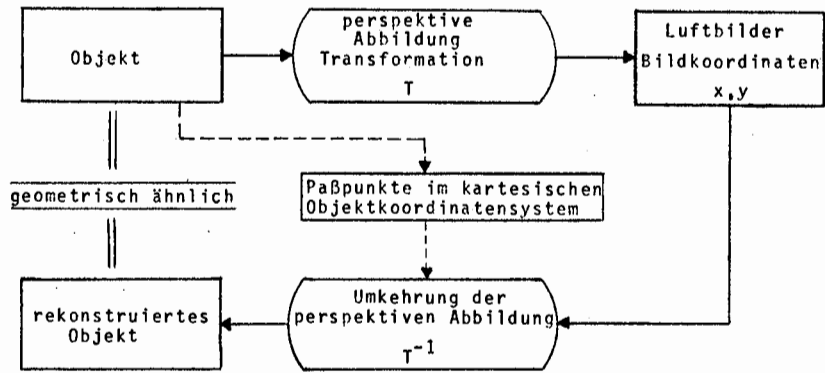 Objekt
perspektive
Abbildung
Transformation
T
Luftbilder
Bildkoordinaten
x,y
geometrisch ähnlich
Paßpunkte im kartesischen
Objektkoordinatensystem
rekonstruiertes
Objekt
Umkehrung der
perspektiven Abbildung
T⁻¹